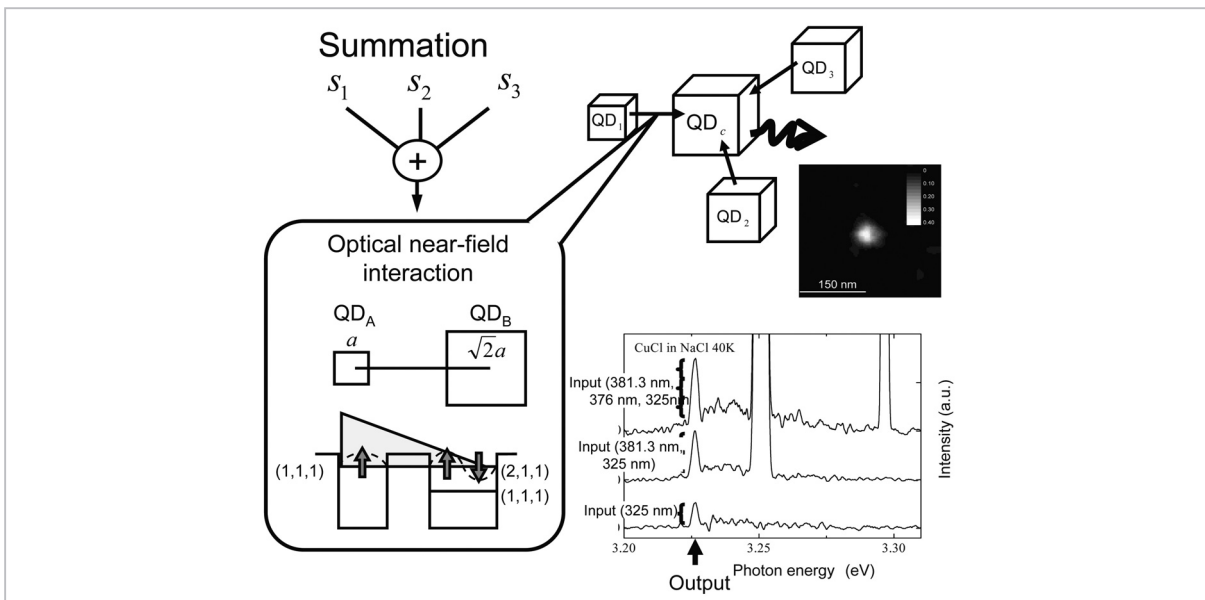 Summation
s1 s2 s3
+
QD1
QDc
QD3
QD2
0
0.10
0.20
0.30
0.40
150 nm
Optical near-field
interaction
QDA QDB
a √2a
(1,1,1) (2,1,1)
(1,1,1)
CuCl in NaCl 40K
Input (381.3 nm,
376 nm, 325nm
Input (381.3 nm,
325 nm)
Input (325 nm)
Intensity (a.u.)
3.20 3.25 3.30
Photon energy (eV)
Output